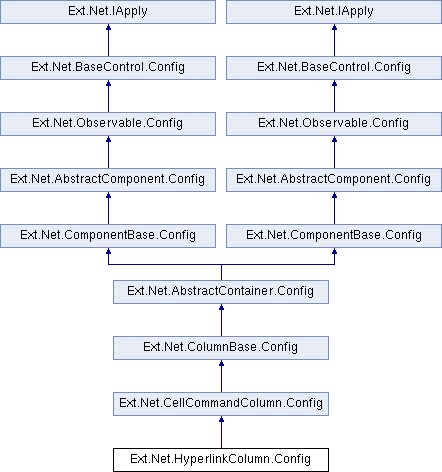 Ext.Net.IApply
Ext.Net.IApply
Ext.Net.BaseControl.Config
Ext.Net.BaseControl.Config
Ext.Net.Observable.Config
Ext.Net.Observable.Config
Ext.Net.AbstractComponent.Config
Ext.Net.AbstractComponent.Config
Ext.Net.ComponentBase.Config
Ext.Net.ComponentBase.Config
Ext.Net.AbstractContainer.Config
Ext.Net.ColumnBase.Config
Ext.Net.CellCommandColumn.Config
Ext.Net.HyperlinkColumn.Config